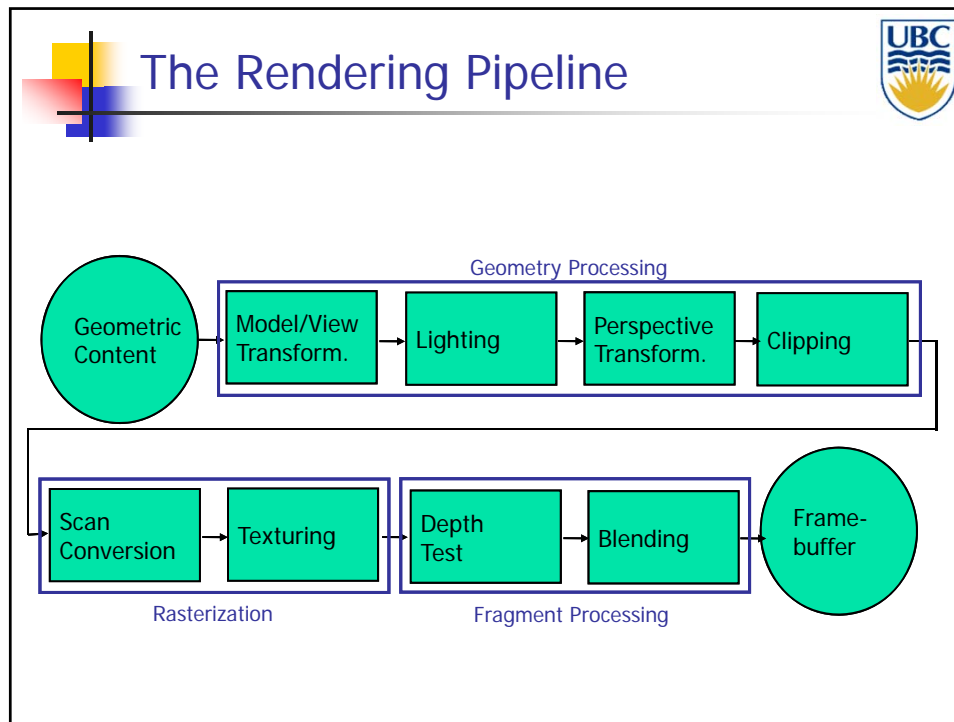 The Rendering Pipeline
UBC
Geometry Processing
Geometric
Content
Model/View
Transform.
Lighting
Perspective
Transform.
Clipping
Scan
Conversion
Texturing
Depth
Test
Blending
Frame-
buffer
Rasterization
Fragment Processing